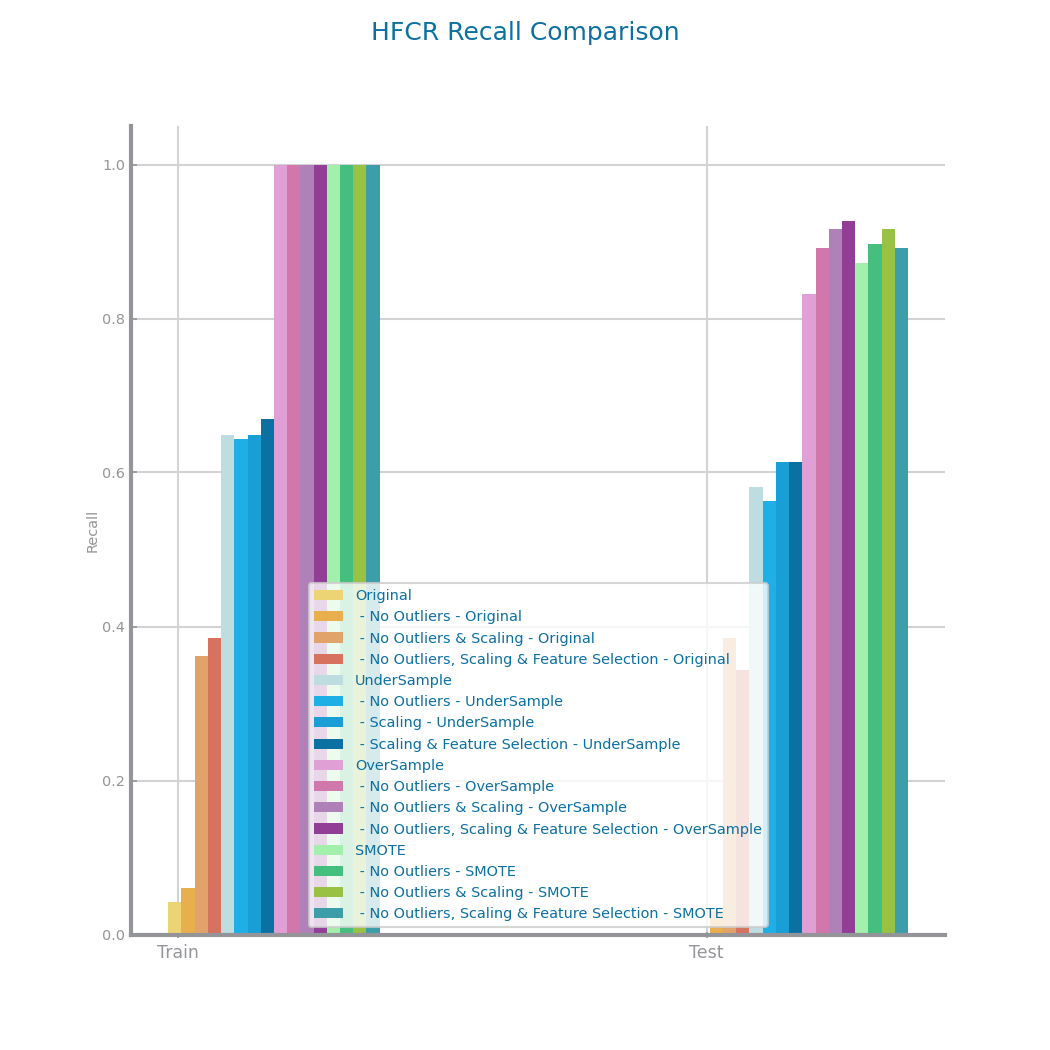 HFCR Recall Comparison
1.0
0.8
0.6
0.4
0.2
0.0
Recall
Original
- No Outliers - Original
- No Outliers & Scaling - Original
- No Outliers, Scaling & Feature Selection - Original
UnderSample
- No Outliers - UnderSample
- Scaling - UnderSample
- Scaling & Feature Selection - UnderSample
OverSample
- No Outliers - OverSample
- No Outliers & Scaling - OverSample
- No Outliers, Scaling & Feature Selection - OverSample
SMOTE
- No Outliers - SMOTE
- No Outliers & Scaling - SMOTE
- No Outliers, Scaling & Feature Selection - SMOTE
Train Test